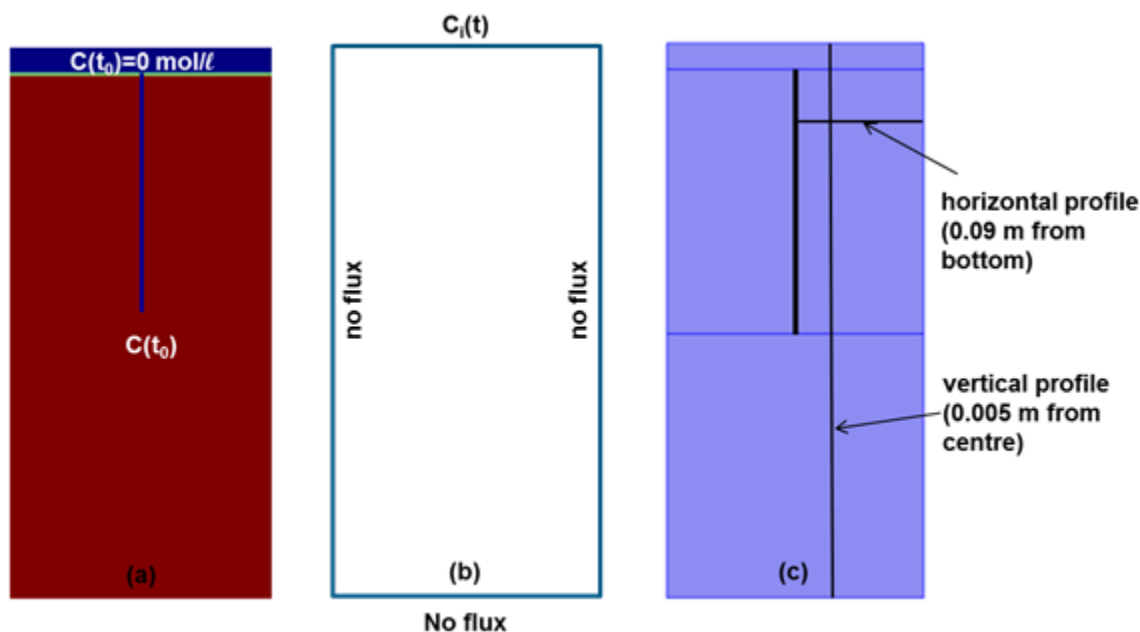 C(t₀)=0 mol/ℓ
C(t₀)
(a)
Cᵢ(t)
no flux
no flux
(b)
No flux
(c)
horizontal profile
(0.09 m from
bottom)
vertical profile
(0.005 m from
centre)